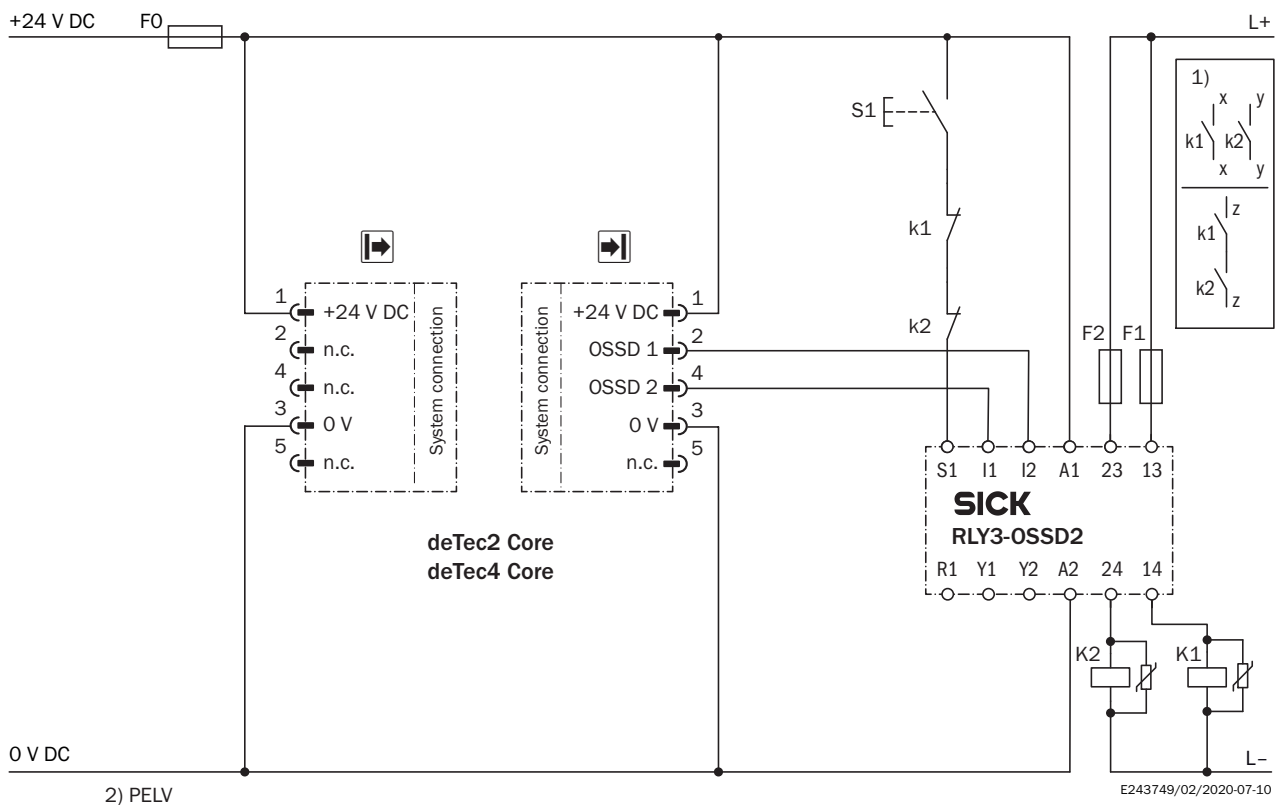 +24 V DC F0 L+
1)
x y
k1 k2
x y
z
k1
k2
z
S1
k1
k2
F2 F1
1 +24 V DC
2 n.c.
4 n.c.
3 0 V
5 n.c.
System connection
System connection
+24 V DC 1
OSSD 1 2
OSSD 2 4
0 V 3
n.c. 5
deTec2 Core
deTec4 Core
S1 I1 I2 A1 23 13
SICK
RLY3-OSSD2
R1 Y1 Y2 A2 24 14
K2 K1
0 V DC L–
2) PELV
E243749/02/2020-07-10